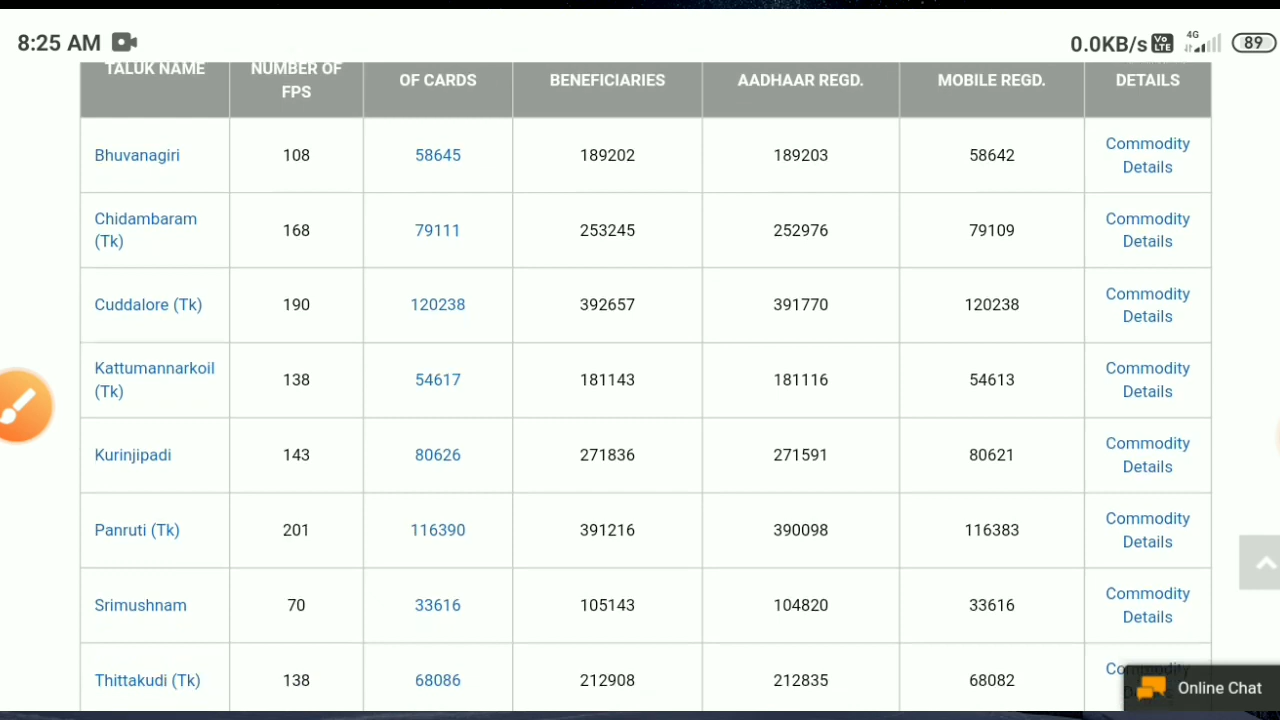 8:25 AM
0.0KB/s Vo LTE 4G 89
TALUK NAME NUMBER OF FPS OF CARDS BENEFICIARIES AADHAAR REGD. MOBILE REGD. DETAILS
Bhuvanagiri 108 58645 189202 189203 58642 Commodity Details
Chidambaram (Tk) 168 79111 253245 252976 79109 Commodity Details
Cuddalore (Tk) 190 120238 392657 391770 120238 Commodity Details
Kattumannarkoil (Tk) 138 54617 181143 181116 54613 Commodity Details
Kurinjipadi 143 80626 271836 271591 80621 Commodity Details
Panruti (Tk) 201 116390 391216 390098 116383 Commodity Details
Srimushnam 70 33616 105143 104820 33616 Commodity Details
Thittakudi (Tk) 138 68086 212908 212835 68082 Commodity
Online Chat